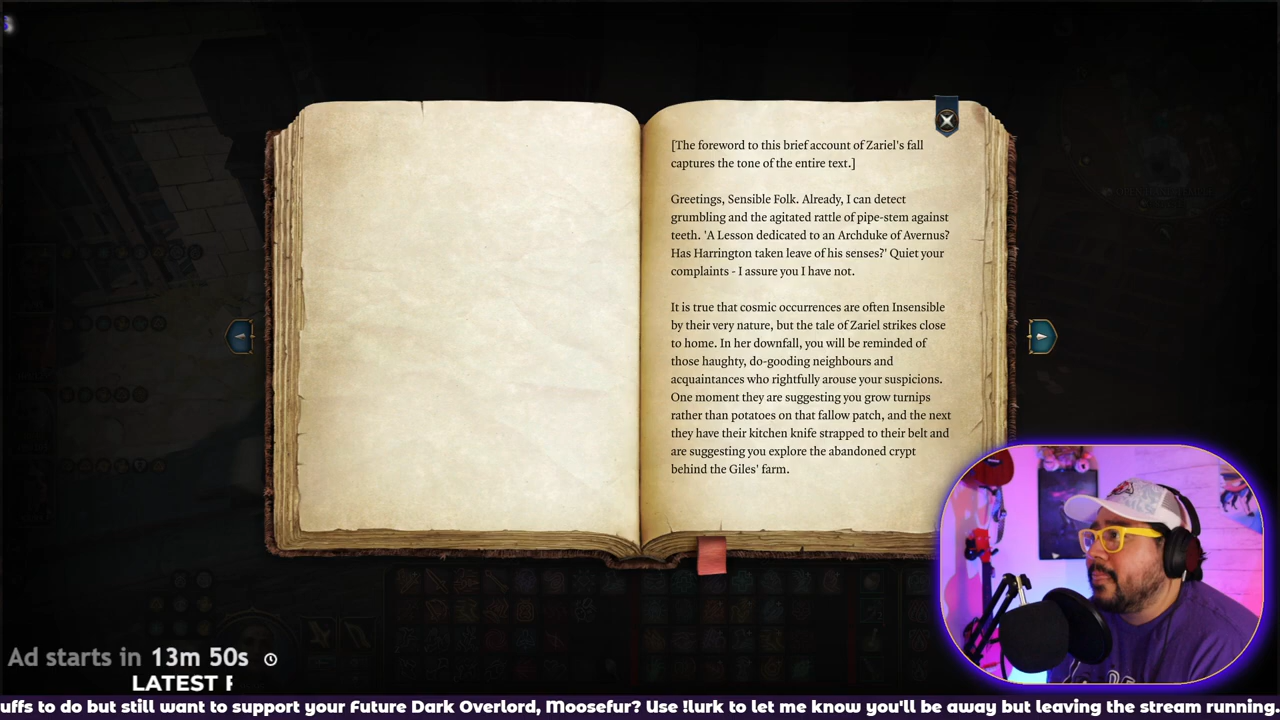 [The foreword to this brief account of Zariel's fall
captures the tone of the entire text.]
Greetings, Sensible Folk. Already, I can detect
grumbling and the agitated rattle of pipe-stem against
teeth. 'A Lesson dedicated to an Archduke of Avernus?
Has Harrington taken leave of his senses?' Quiet your
complaints - I assure you I have not.
It is true that cosmic occurrences are often Insensible
by their very nature, but the tale of Zariel strikes close
to home. In her downfall, you will be reminded of
those haughty, do-gooding neighbours and
acquaintances who rightfully arouse your suspicions.
One moment they are suggesting you grow turnips
rather than potatoes on that fallow patch, and the next
they have their kitchen knife strapped to their belt and
are suggesting you explore the abandoned crypt
behind the Giles' farm.
Ad starts in 13m 50s
LATEST F
uffs to do but still want to support your Future Dark Overlord, Moosefur? Use !lurk to let me know you'll be away but leaving the stream running.